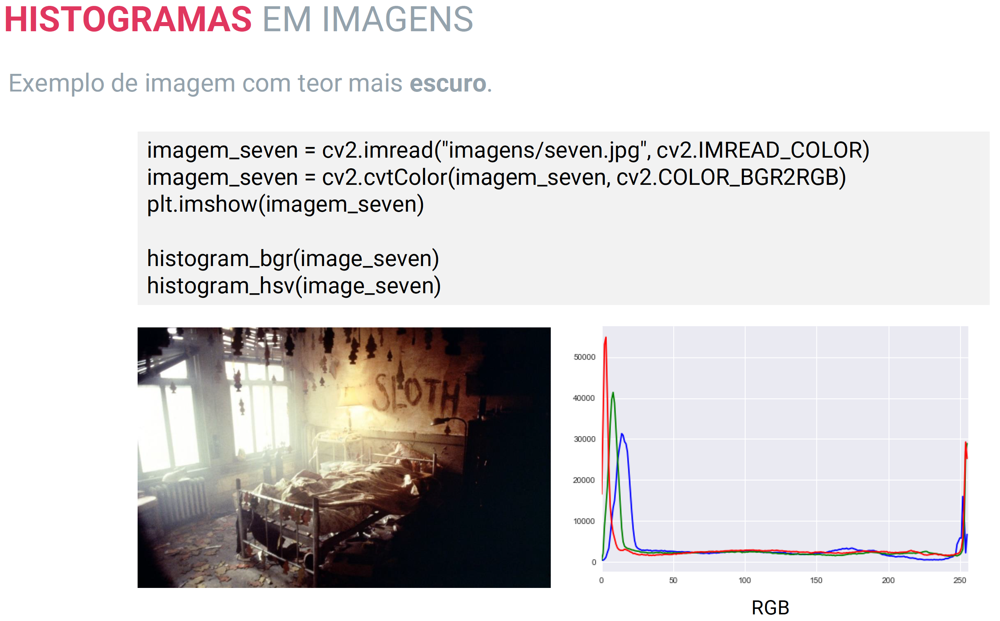 HISTOGRAMAS EM IMAGENS
Exemplo de imagem com teor mais escuro.
imagem_seven = cv2.imread("imagens/seven.jpg", cv2.IMREAD_COLOR)
imagem_seven = cv2.cvtColor(imagem_seven, cv2.COLOR_BGR2RGB)
plt.imshow(imagem_seven)
histogram_bgr(image_seven)
histogram_hsv(image_seven)
SLOTH
50000
40000
30000
20000
10000
0
0 50 100 150 200 250
RGB